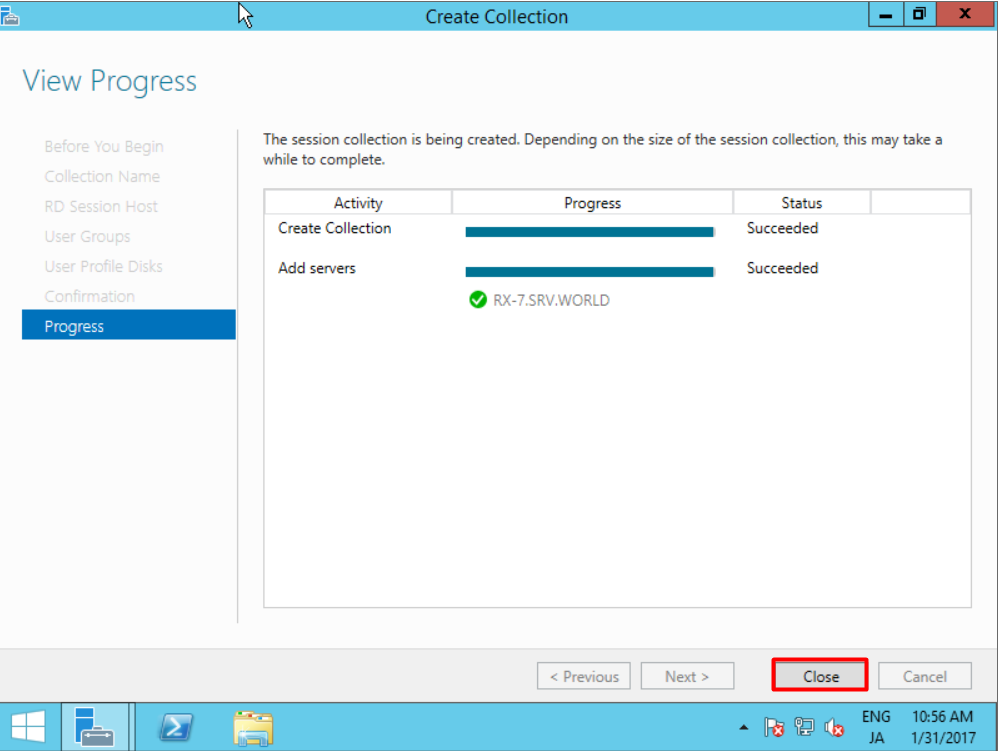 Create Collection
View Progress
Before You Begin
Collection Name
RD Session Host
User Groups
User Profile Disks
Confirmation
Progress
The session collection is being created. Depending on the size of the session collection, this may take a
while to complete.
Activity Progress Status
Create Collection Succeeded
Add servers Succeeded
RX-7.SRV.WORLD
< Previous Next > Close Cancel
ENG 10:56 AM
JA 1/31/2017